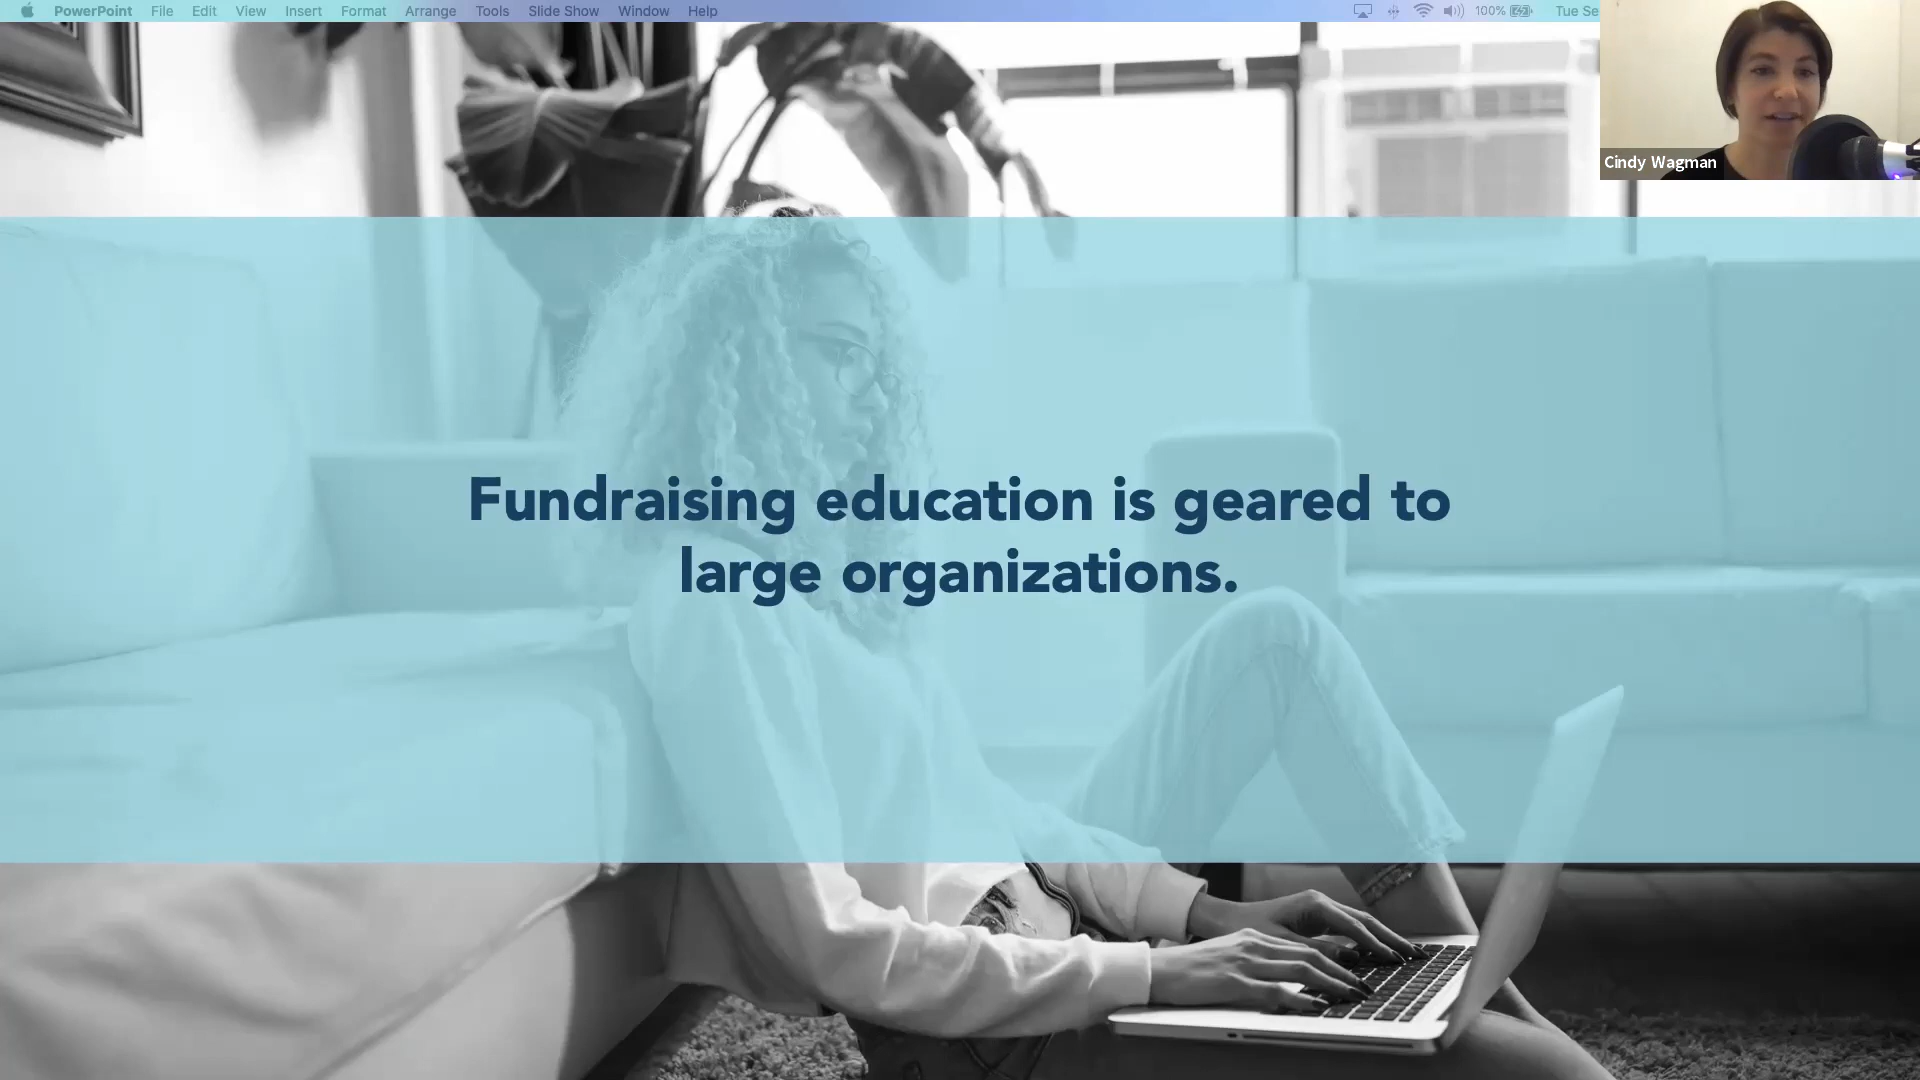 PowerPoint File Edit View Insert Format Arrange Tools Slide Show Window Help 100% Tue Se
Cindy Wagman
Fundraising education is geared to
large organizations.